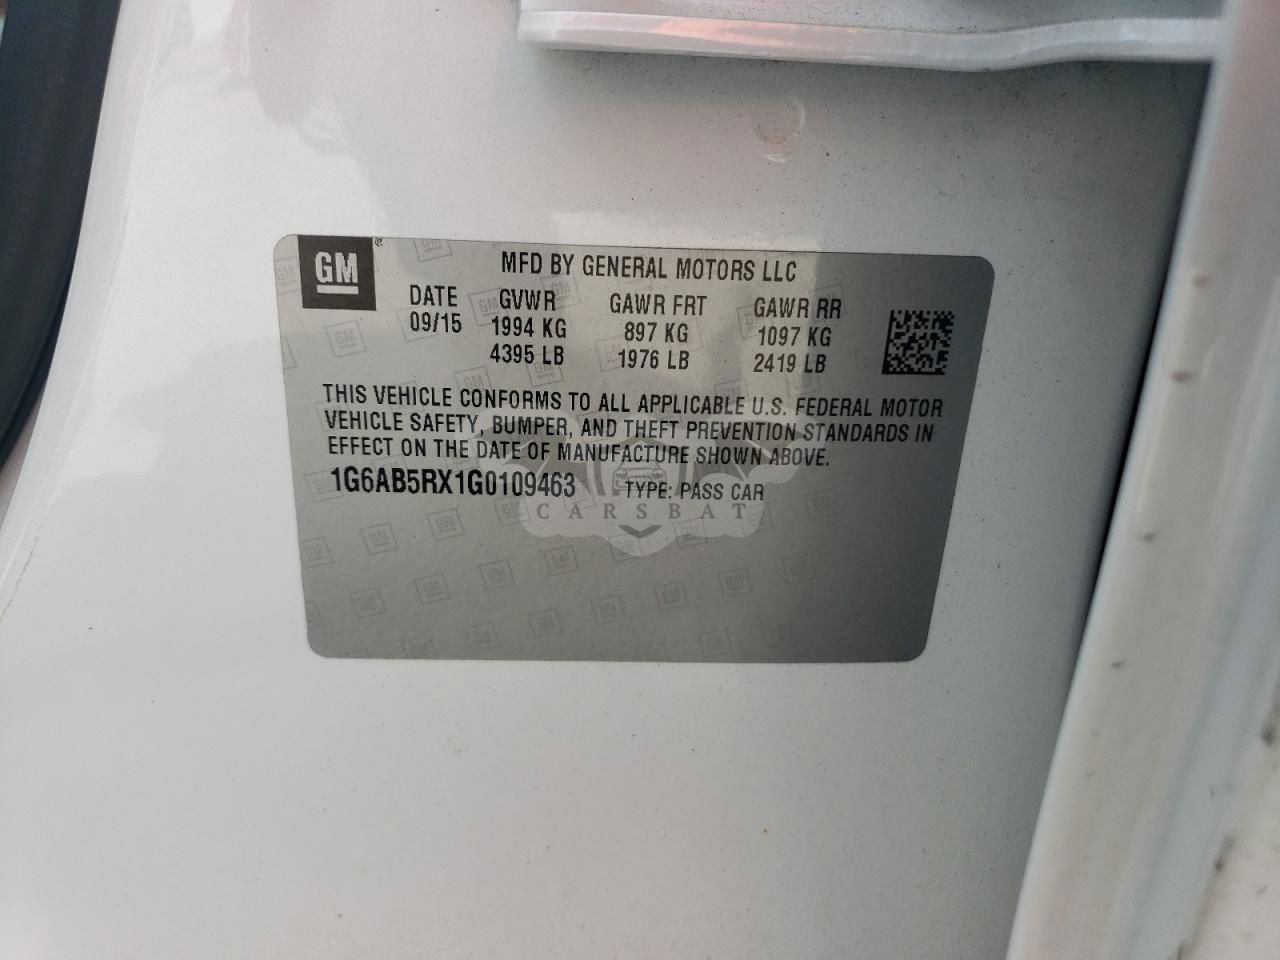 GM
MFD BY GENERAL MOTORS LLC
DATE GVWR GAWR FRT GAWR RR
09/15 1994 KG 897 KG 1097 KG
4395 LB 1976 LB 2419 LB
THIS VEHICLE CONFORMS TO ALL APPLICABLE U.S. FEDERAL MOTOR
VEHICLE SAFETY, BUMPER, AND THEFT PREVENTION STANDARDS IN
EFFECT ON THE DATE OF MANUFACTURE SHOWN ABOVE.
1G6AB5RX1G0109463 TYPE: PASS CAR
CARSBAT